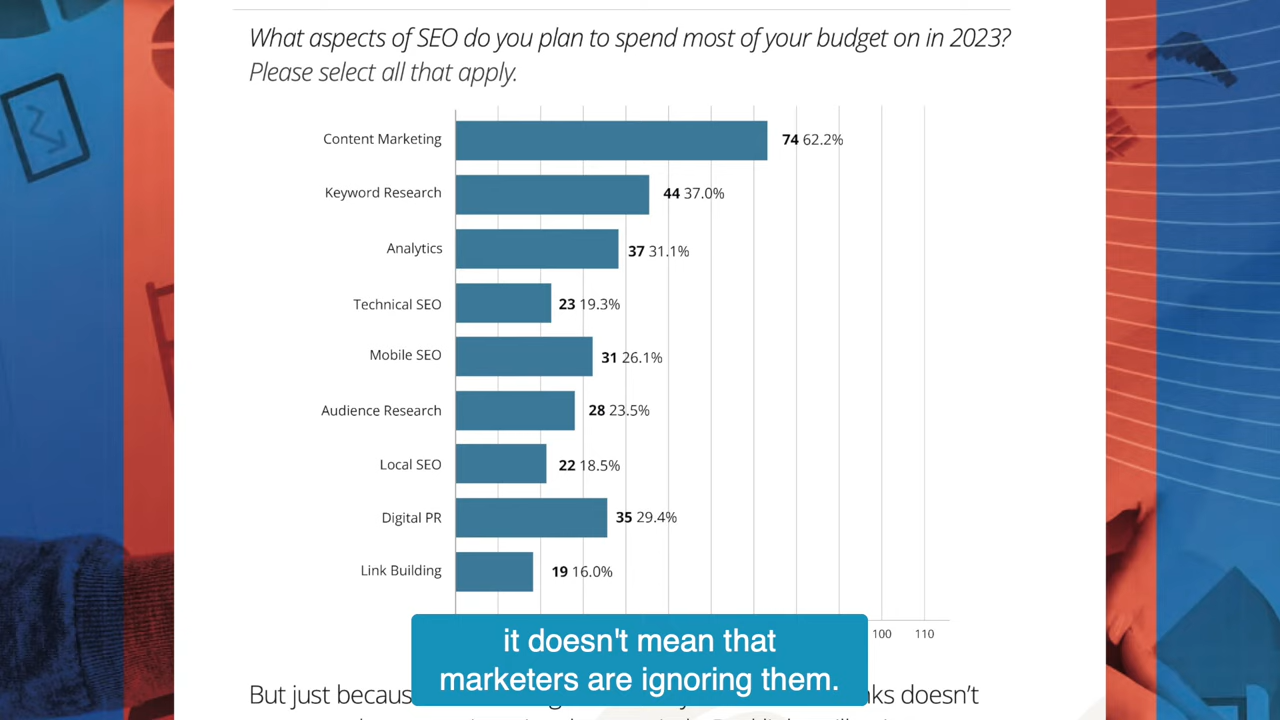 What aspects of SEO do you plan to spend most of your budget on in 2023?
Please select all that apply.
Content Marketing 74 62.2%
Keyword Research 44 37.0%
Analytics 37 31.1%
Technical SEO 23 19.3%
Mobile SEO 31 26.1%
Audience Research 28 23.5%
Local SEO 22 18.5%
Digital PR 35 29.4%
Link Building 19 16.0%
100 110
it doesn't mean that
marketers are ignoring them.
But just doesn't